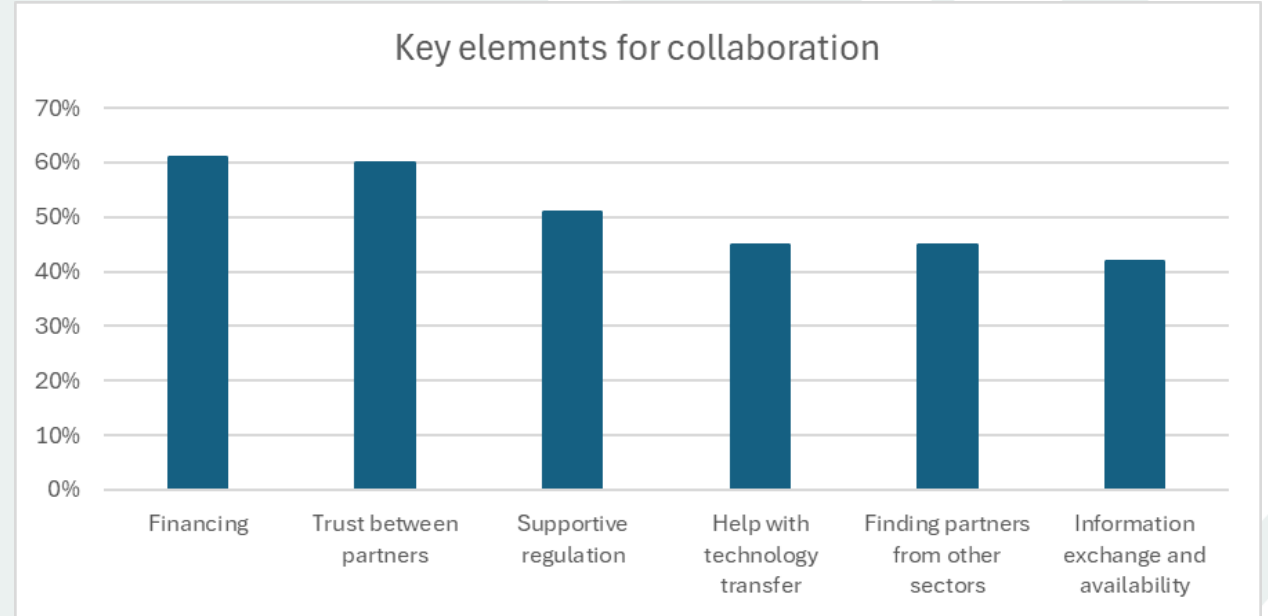 Key elements for collaboration
70%
60%
50%
40%
30%
20%
10%
0%
Financing
Trust between
partners
Supportive
regulation
Help with
technology
transfer
Finding partners
from other
sectors
Information
exchange and
availability